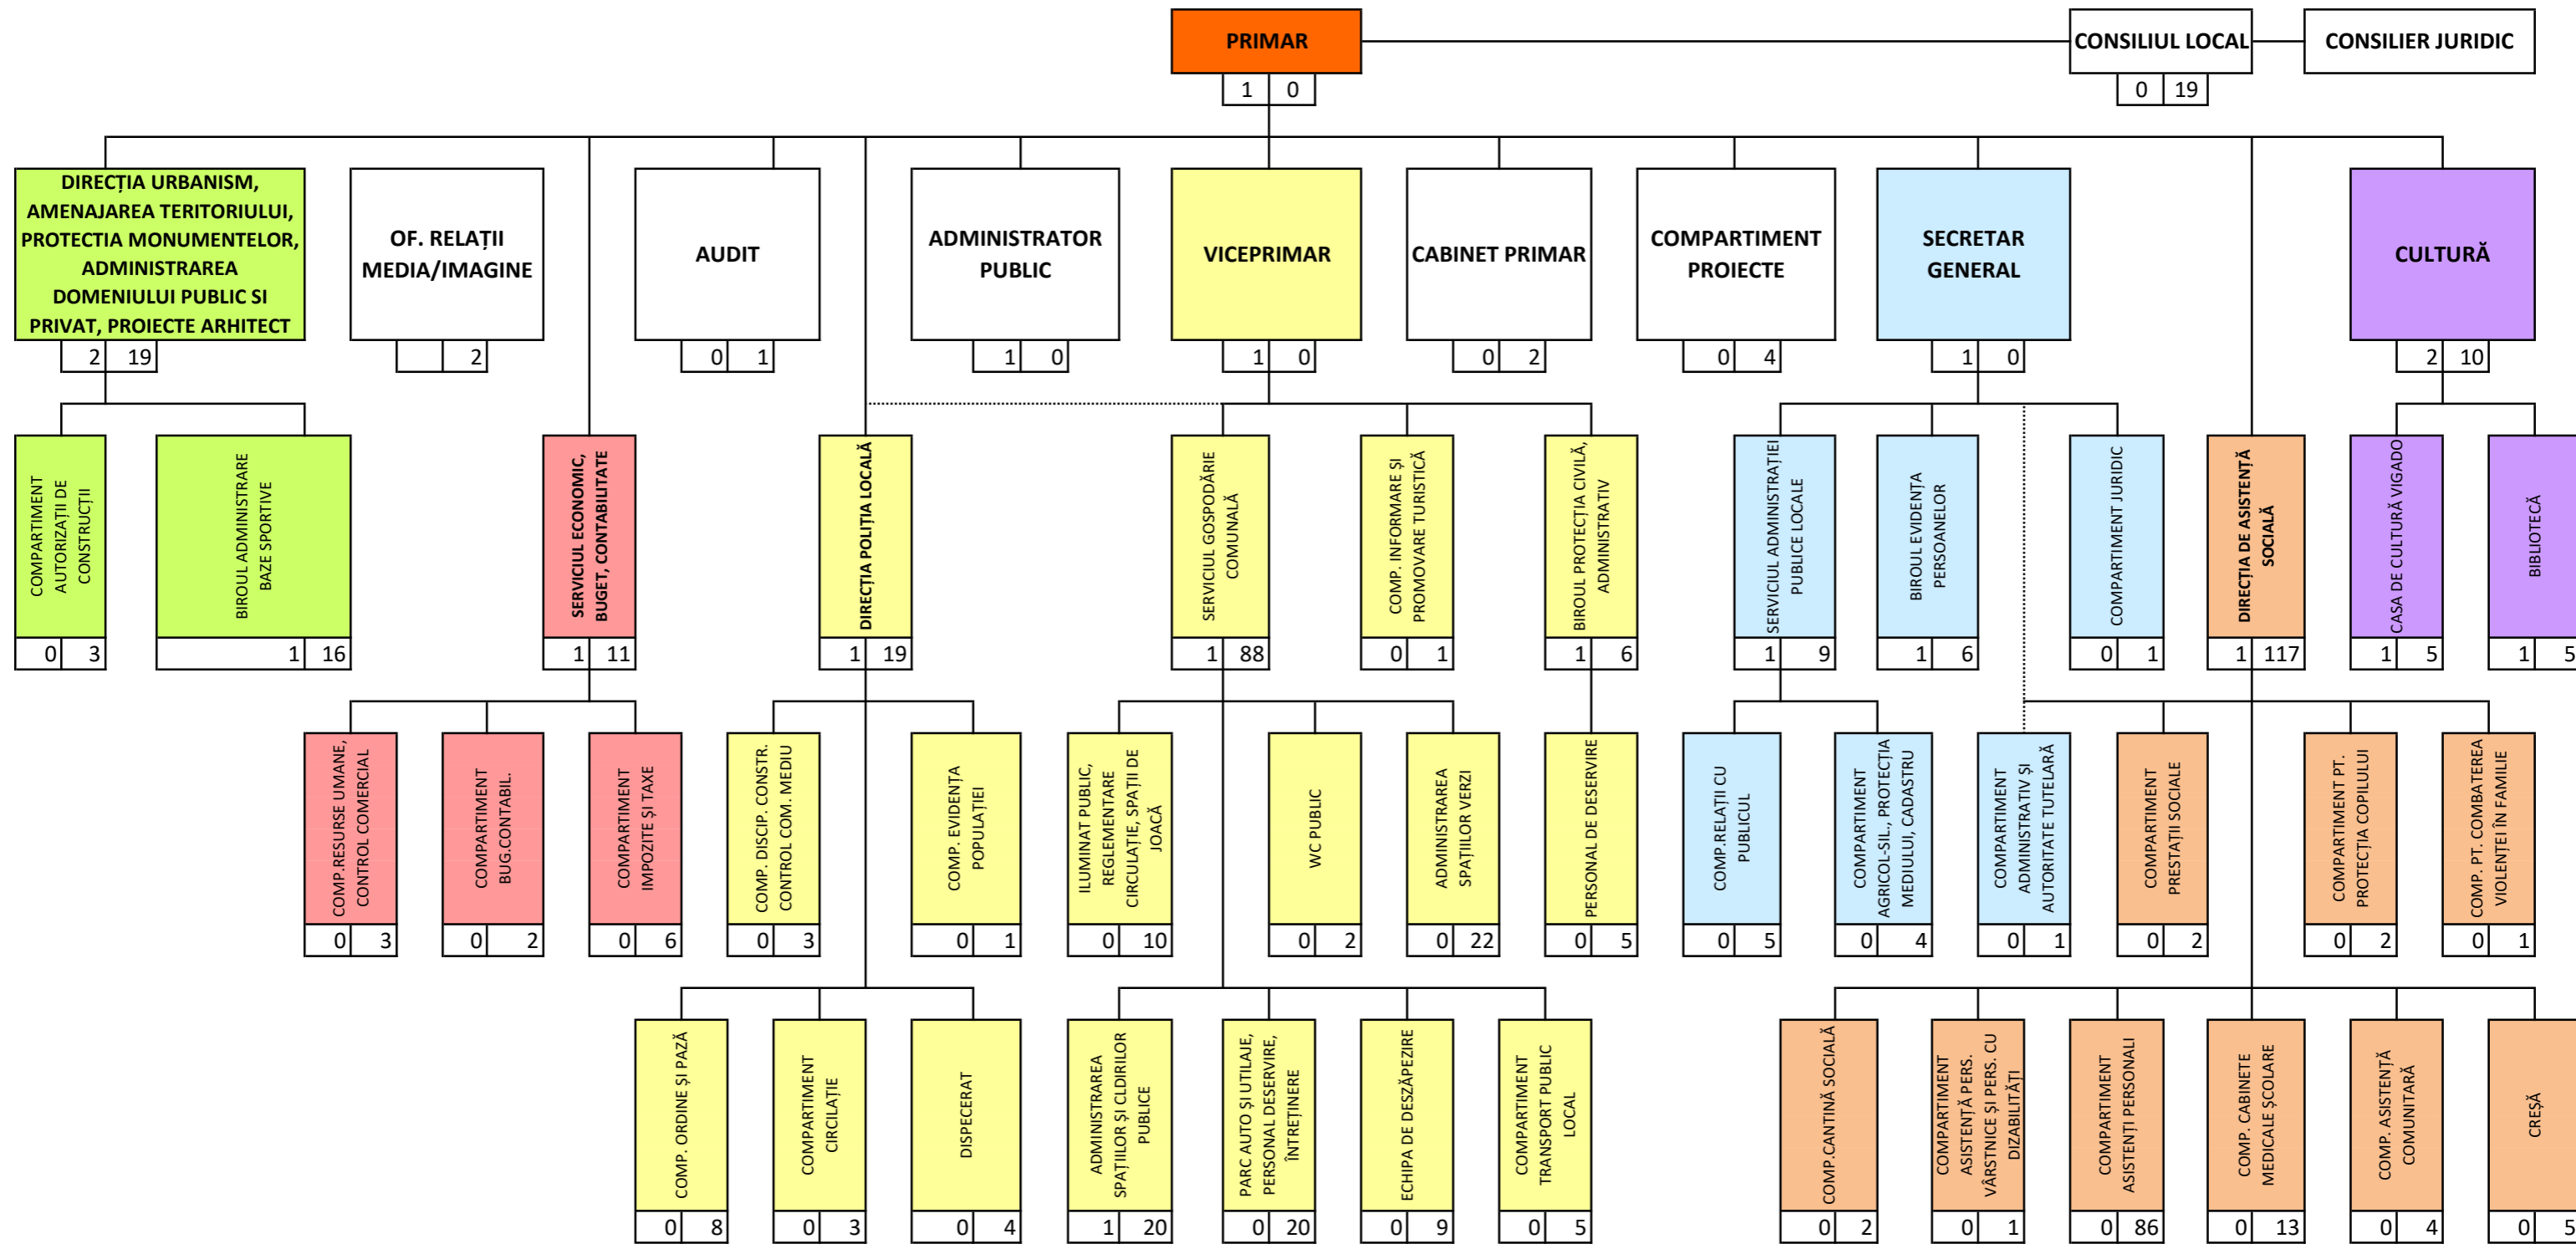 PRIMAR
CONSILIUL LOCAL
CONSILIER JURIDIC
1 0
0 19
DIRECȚIA URBANISM,
AMENAJAREA TERITORIULUI,
PROTECTIA MONUMENTELOR,
ADMINISTRAREA
DOMENIULUI PUBLIC SI
PRIVAT, PROIECTE ARHITECT
OF. RELAȚII
MEDIA/IMAGINE
AUDIT
ADMINISTRATOR
PUBLIC
VICEPRIMAR
CABINET PRIMAR
COMPARTIMENT
PROIECTE
SECRETAR
GENERAL
CULTURĂ
2 19
2
0 1
1 0
1 0
0 2
0 4
1 0
2 10
COMPARTIMENT
AUTORIZAȚII DE
CONSTRUCȚII
BIROUL ADMINISTRARE
BAZE SPORTIVE
SERVICIUL ECONOMIC,
BUGET, CONTABILITATE
DIRECȚIA POLIȚIA LOCALĂ
SERVICIUL GOSPODĂRIE
COMUNALĂ
COMP. INFORMARE ȘI
PROMOVARE TURISTICĂ
BIROUL PROTECȚIA CIVILĂ,
ADMINISTRATIV
SERVICIUL ADMINISTRAȚIEI
PUBLICE LOCALE
BIROUL EVIDENȚA
PERSOANELOR
COMPARTIMENT JURIDIC
DIRECȚIA DE ASISTENȚĂ
SOCIALĂ
CASA DE CULTURĂ VIGADO
BIBLIOTECĂ
0 3
1 16
1 11
1 19
1 88
0 1
1 6
1 9
1 6
0 1
1 117
1 5
1 5
COMP.RESURSE UMANE,
CONTROL COMERCIAL
COMPARTIMENT
BUG.CONTABIL.
COMPARTIMENT
IMPOZITE ȘI TAXE
COMP. DISCIP. CONSTR.
CONTROL COM. MEDIU
COMP. EVIDENȚA
POPULAȚIEI
ILUMINAT PUBLIC,
REGLEMENTARE
CIRCULAȚIE, SPAȚII DE
JOACĂ
WC PUBLIC
ADMINISTRAREA
SPAȚIILOR VERZI
PERSONAL DE DESERVIRE
COMP.RELAȚII CU
PUBLICUL
COMPARTIMENT
AGRICOL-SIL., PROTECȚIA
MEDIULUI, CADASTRU
COMPARTIMENT
ADMINISTRATIV ȘI
AUTORITATE TUTELARĂ
COMPARTIMENT
PRESTAȚII SOCIALE
COMPARTIMENT PT.
PROTECȚIA COPILULUI
COMP. PT. COMBATEREA
VIOLENȚEI ÎN FAMILIE
0 3
0 2
0 6
0 3
0 1
0 10
0 2
0 22
0 5
0 5
0 4
0 1
0 2
0 2
0 1
COMP. ORDINE ȘI PAZĂ
COMPARTIMENT
CIRCILAȚIE
DISPECERAT
ADMINISTRAREA
SPAȚIILOR ȘI CLDIRILOR
PUBLICE
PARC AUTO ȘI UTILAJE,
PERSONAL DESERVIRE,
ÎNTREȚINERE
ECHIPA DE DESZĂPEZIRE
COMPARTIMENT
TRANSPORT PUBLIC
LOCAL
COMP.CANTINĂ SOCIALĂ
COMPARTIMENT
ASISTENȚĂ PERS.
VÂRSTNICE ȘI PERS. CU
DIZABILITĂȚI
COMPARTIMENT
ASISTENȚI PERSONALI
COMP. CABINETE
MEDICALE ȘCOLARE
COMP. ASISTENȚĂ
COMUNITARĂ
CREȘĂ
0 8
0 3
0 4
1 20
0 20
0 9
0 5
0 2
0 1
0 86
0 13
0 4
0 5